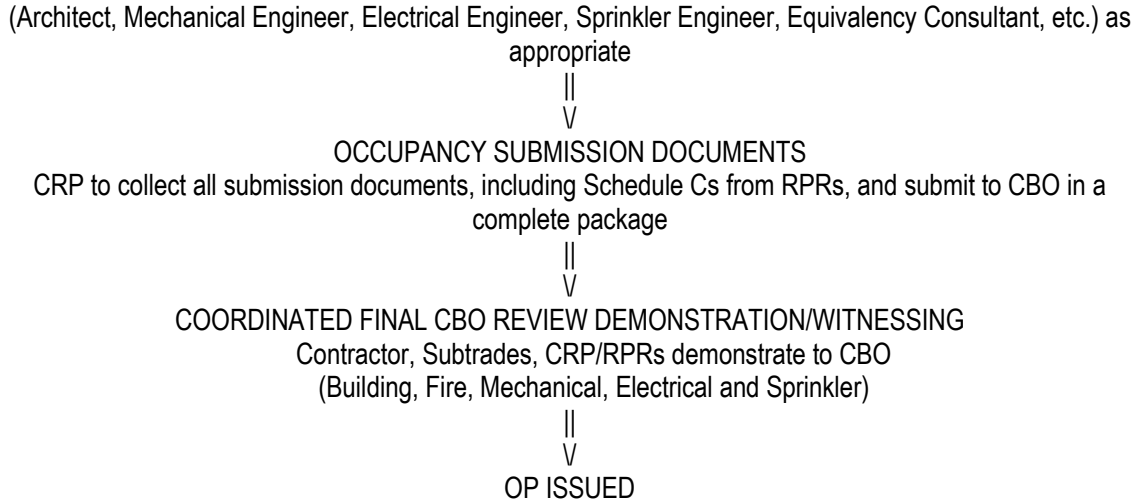 (Architect, Mechanical Engineer, Electrical Engineer, Sprinkler Engineer, Equivalency Consultant, etc.) as
appropriate
||
\/
OCCUPANCY SUBMISSION DOCUMENTS
CRP to collect all submission documents, including Schedule Cs from RPRs, and submit to CBO in a
complete package
||
\/
COORDINATED FINAL CBO REVIEW DEMONSTRATION/WITNESSING
Contractor, Subtrades, CRP/RPRs demonstrate to CBO
(Building, Fire, Mechanical, Electrical and Sprinkler)
||
\/
OP ISSUED